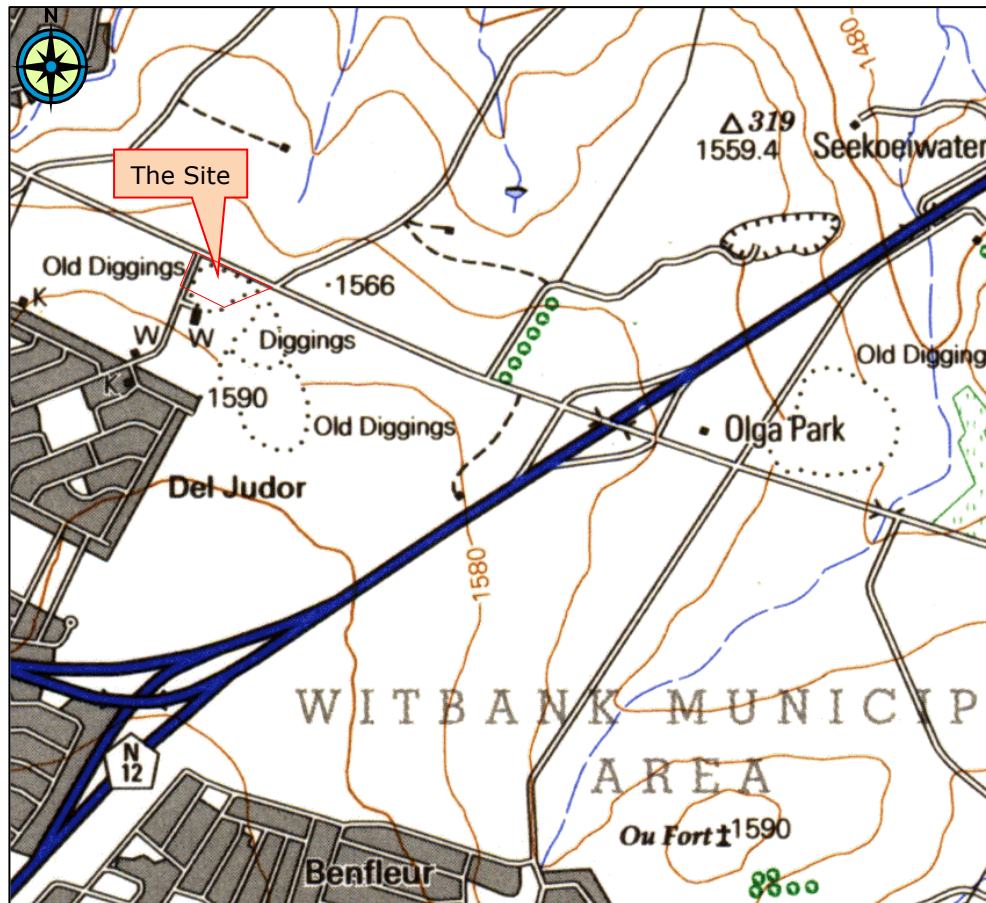 N
1480
△ 319
1559.4
Seekoeiwater
The Site
Old Diggings
1566
K
W
W
Diggings
K
1590
Old Diggings
Old Digging
Olga Park
Del Judor
1580
WITBANK MUNICIP
AREA
N
12
Ou Fort 1590
Benfleur